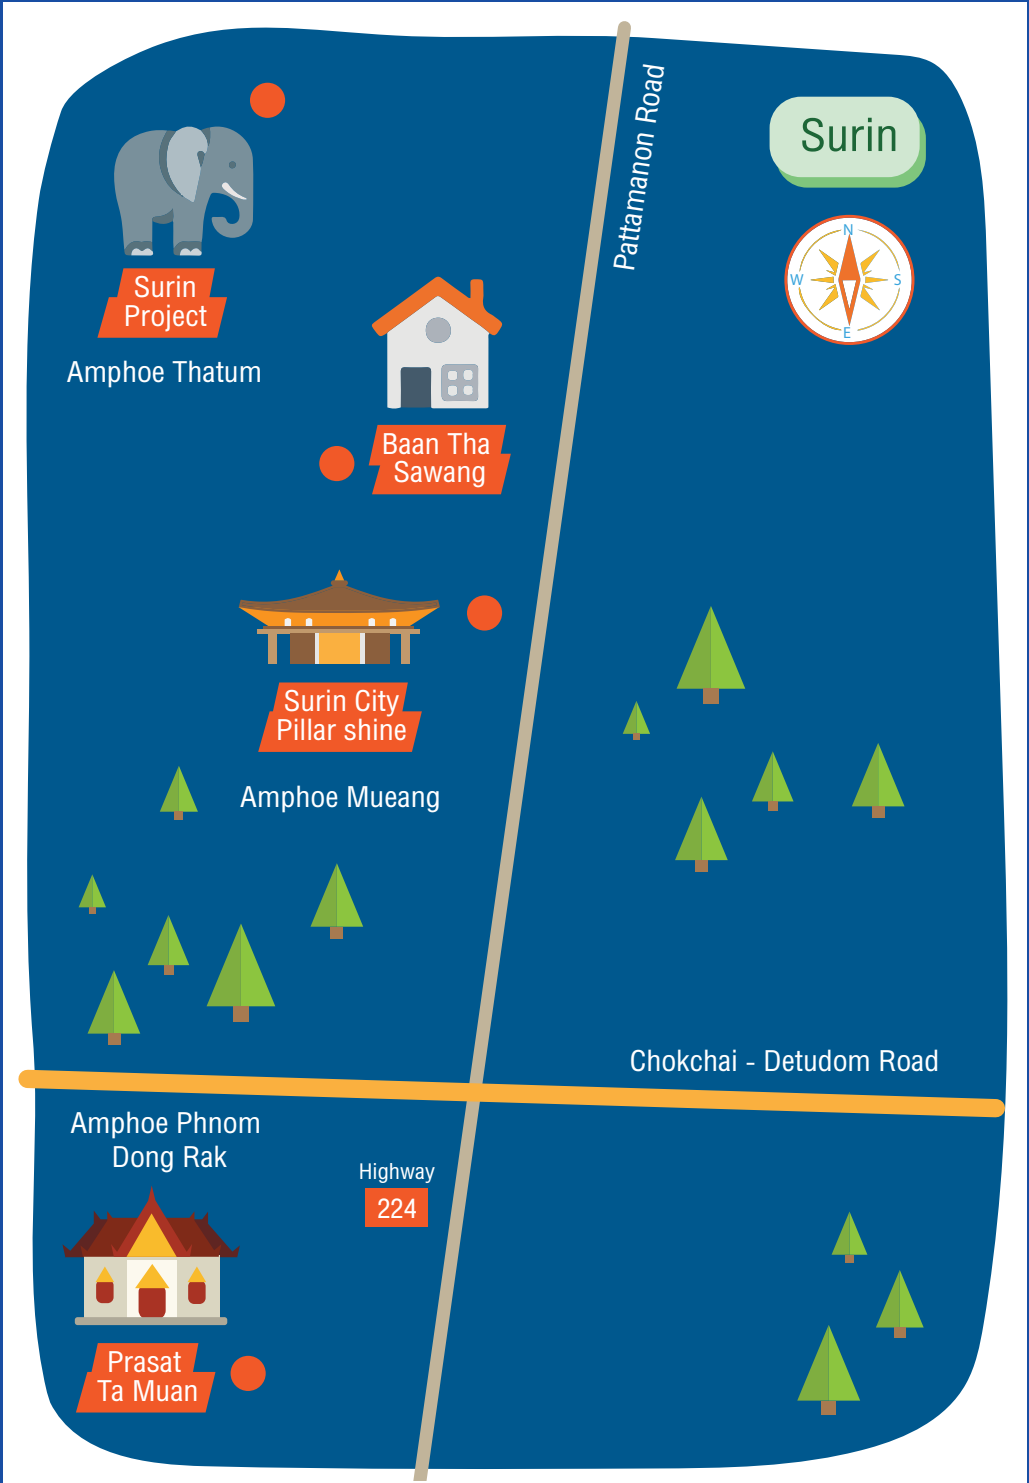 Pattamanon Road
Surin
N
W
S
E
Surin
Project
Amphoe Thatum
Baan Tha
Sawang
Surin City
Pillar shine
Amphoe Mueang
Chokchai - Detudom Road
Amphoe Phnom
Dong Rak
Highway
224
Prasat
Ta Muan